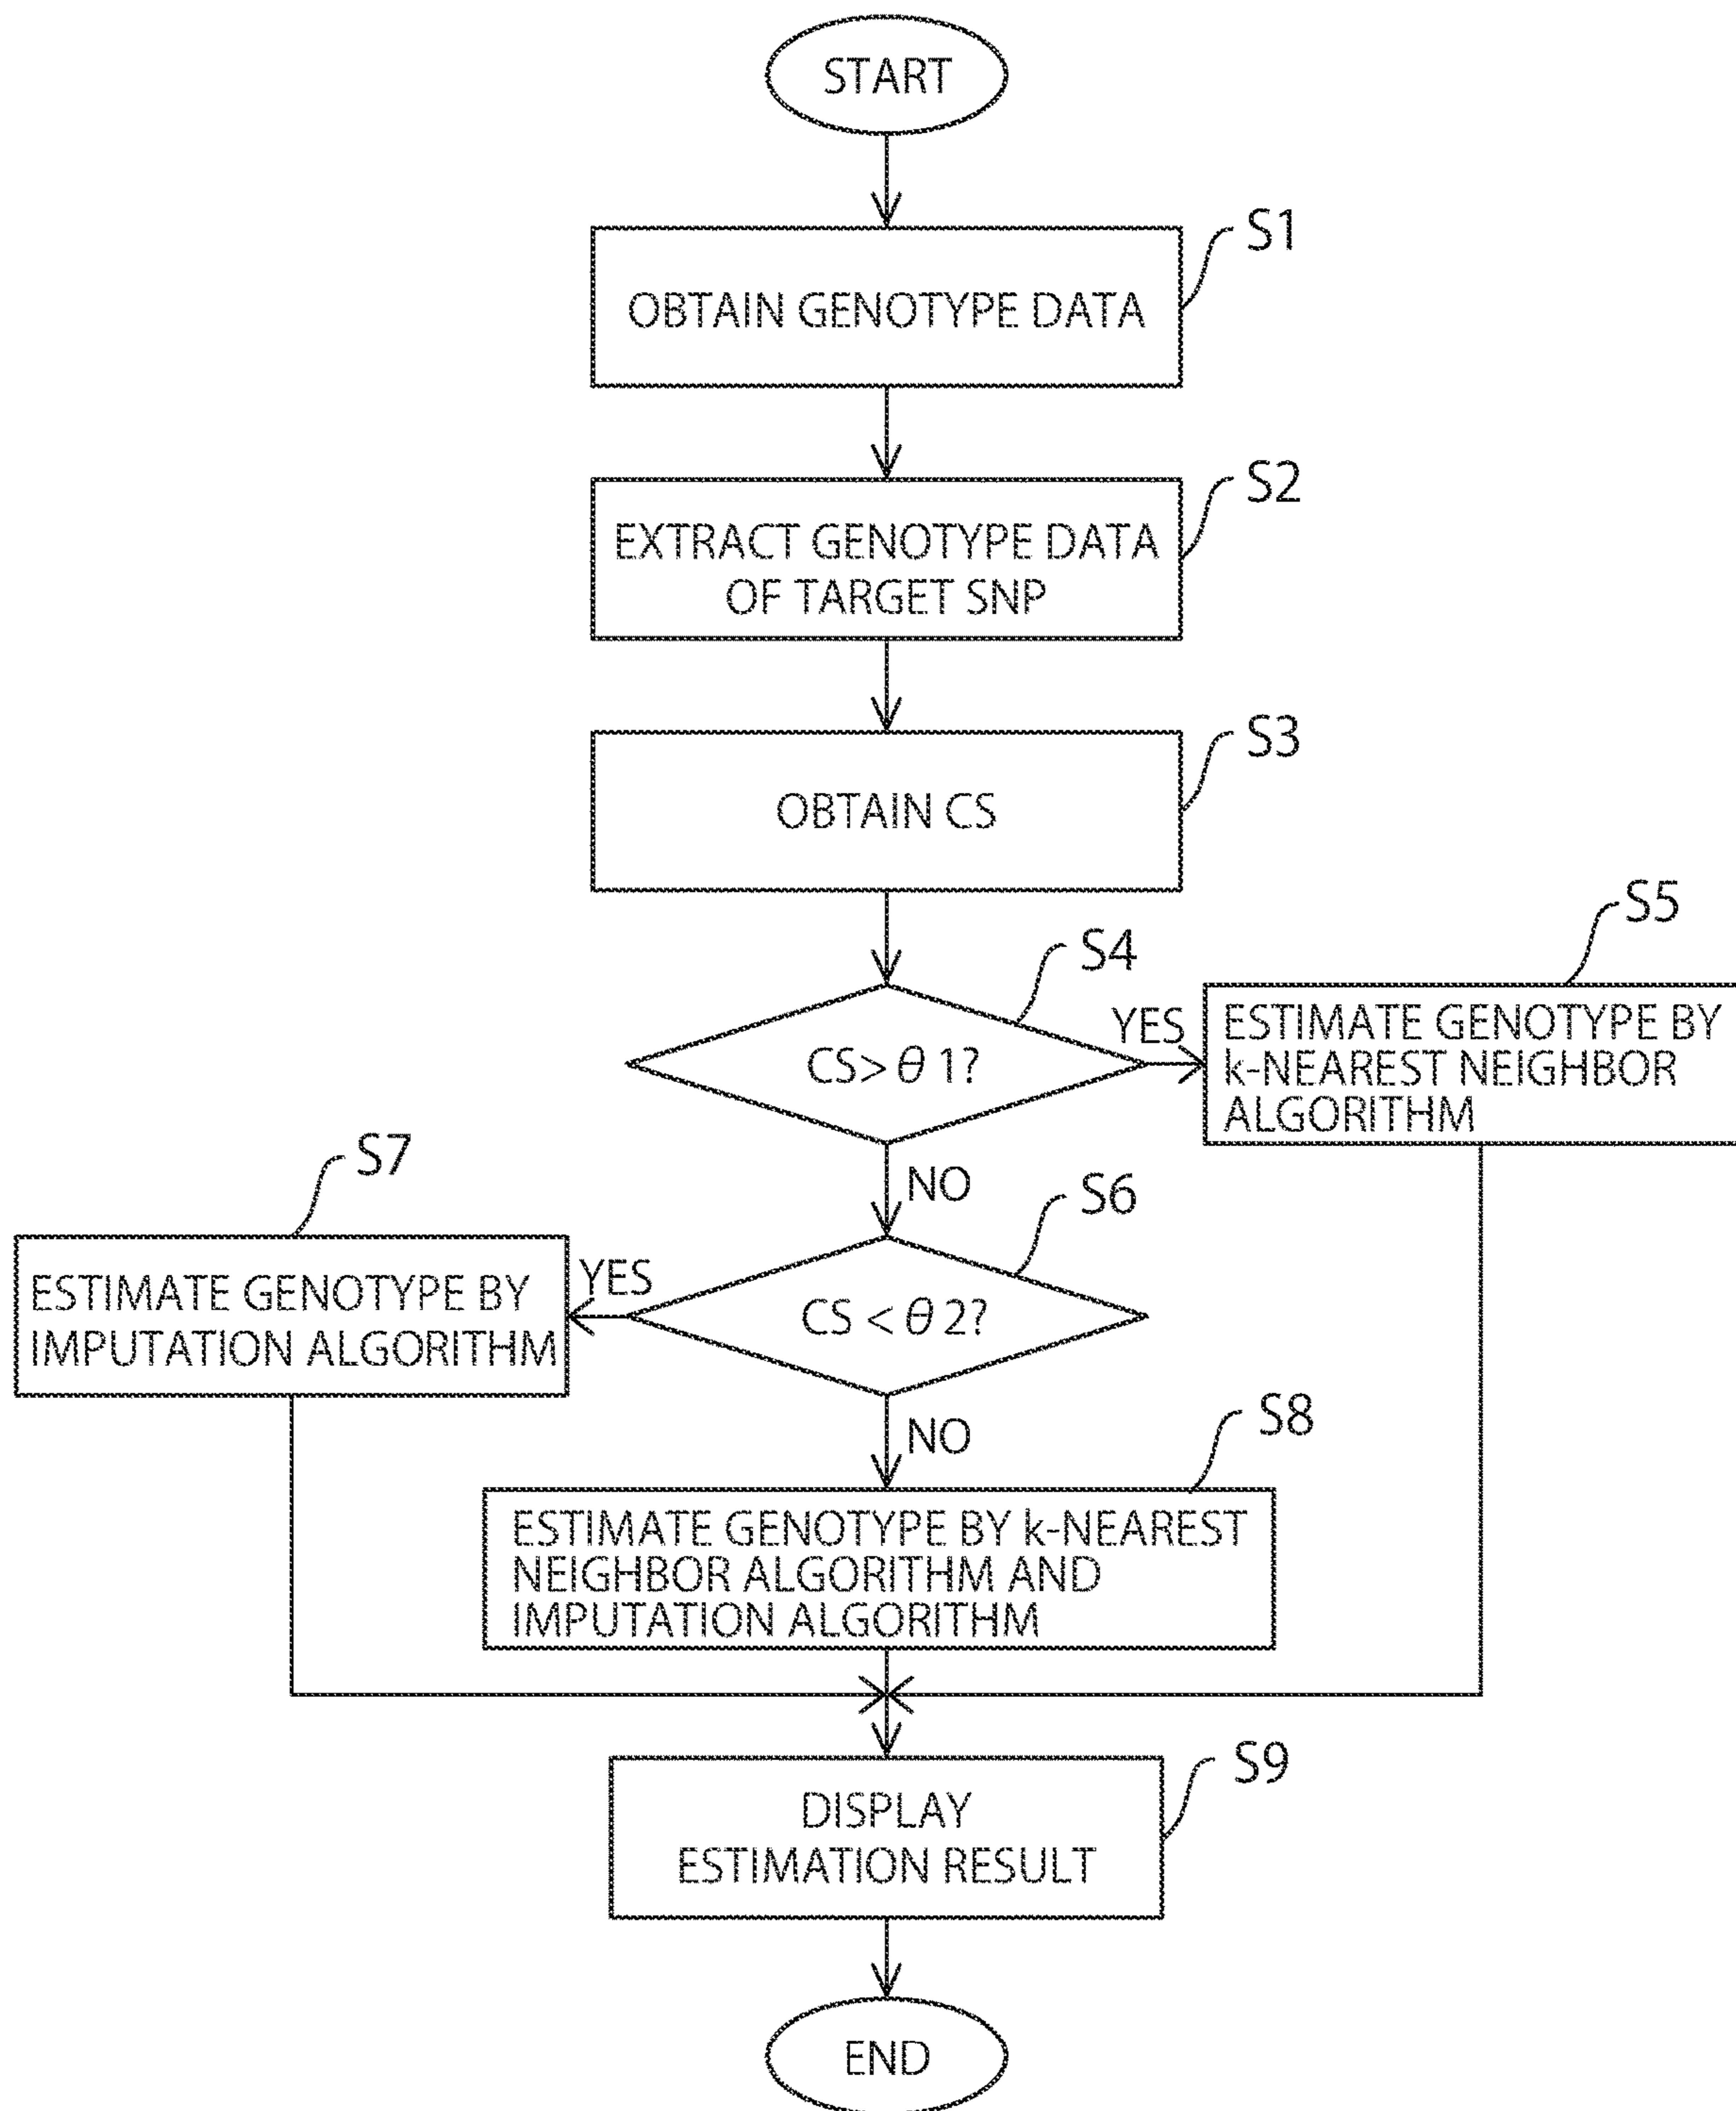 START
S1
OBTAIN GENOTYPE DATA
S2
EXTRACT GENOTYPE DATA
OF TARGET SNP
S3
OBTAIN CS
S4
CS> θ 1?
YES
S5
ESTIMATE GENOTYPE BY
k-NEAREST NEIGHBOR
ALGORITHM
NO
S6
CS < θ 2?
YES
S7
ESTIMATE GENOTYPE BY
IMPUTATION ALGORITHM
NO
S8
ESTIMATE GENOTYPE BY k-NEAREST
NEIGHBOR ALGORITHM AND
IMPUTATION ALGORITHM
S9
DISPLAY
ESTIMATION RESULT
END